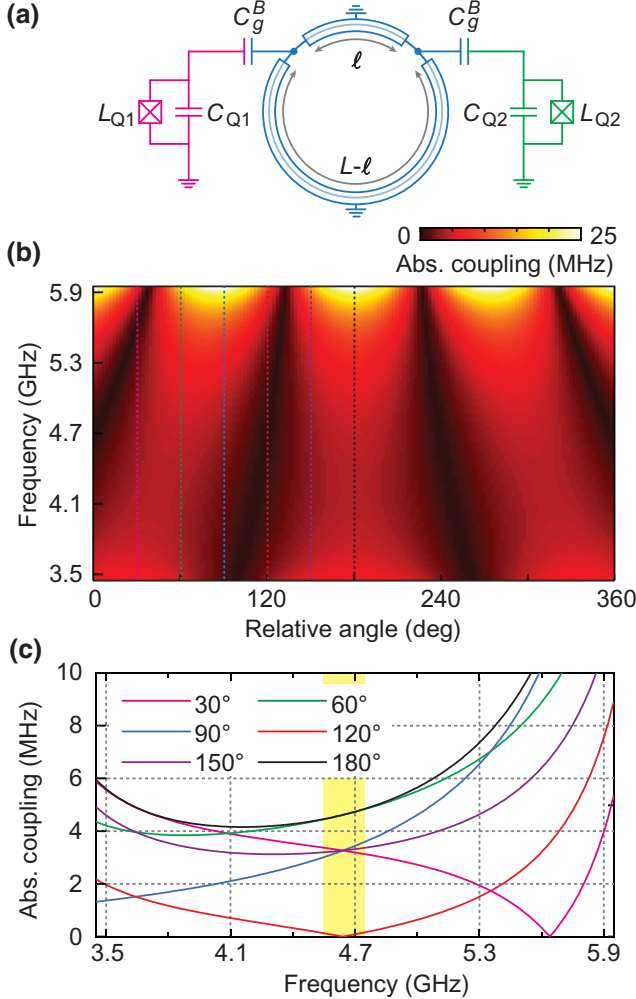 (a)
C_g^B C_g^B
ℓ
L_Q1 C_Q1 C_Q2 L_Q2
L-ℓ
0 25
Abs. coupling (MHz)
(b)
Frequency (GHz)
5.9
5.3
4.7
4.1
3.5
0 120 240 360
Relative angle (deg)
(c)
Abs. coupling (MHz)
10
8
6
4
2
0
30° 60°
90° 120°
150° 180°
3.5 4.1 4.7 5.3 5.9
Frequency (GHz)